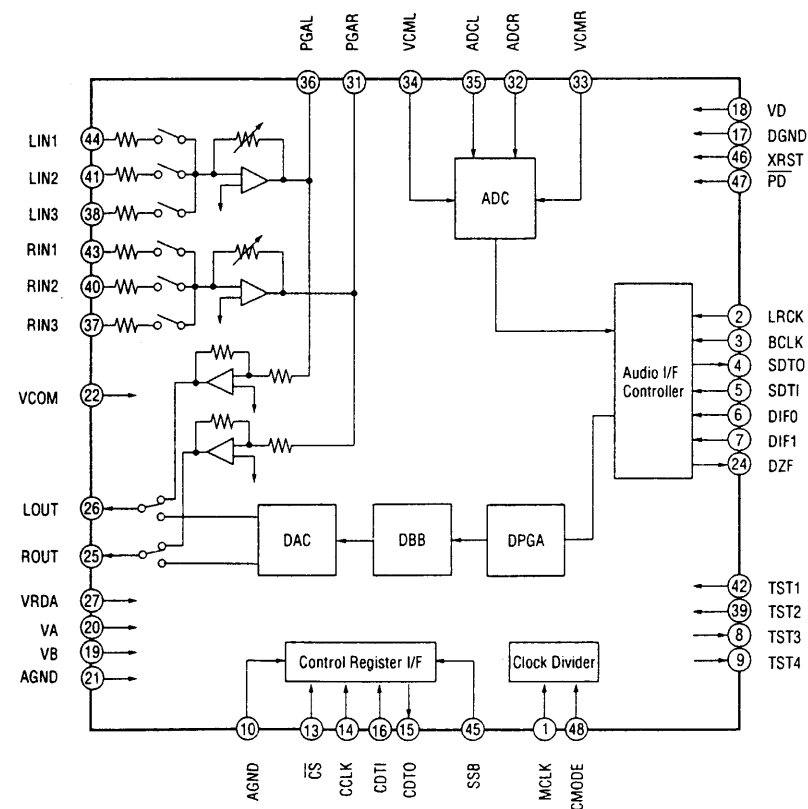 PGAL
PGAR
VCML
ADCL
ADCR
VCMR
36
31
34
35
32
33
LIN1
44
LIN2
41
LIN3
38
RIN1
43
RIN2
40
RIN3
37
VCOM
22
LOUT
26
ROUT
25
VRDA
27
VA
20
VB
19
AGND
21
ADC
Audio I/F
Controller
DAC
DBB
DPGA
Control Register I/F
Clock Divider
18
VD
17
DGND
46
XRST
47
PD
2
LRCK
3
BCLK
4
SDTO
5
SDTI
6
DIF0
7
DIF1
24
DZF
42
TST1
39
TST2
8
TST3
9
TST4
10
13
14
16
15
45
1
48
AGND
CS
CCLK
CDTI
CDTO
SSB
MCLK
CMODE